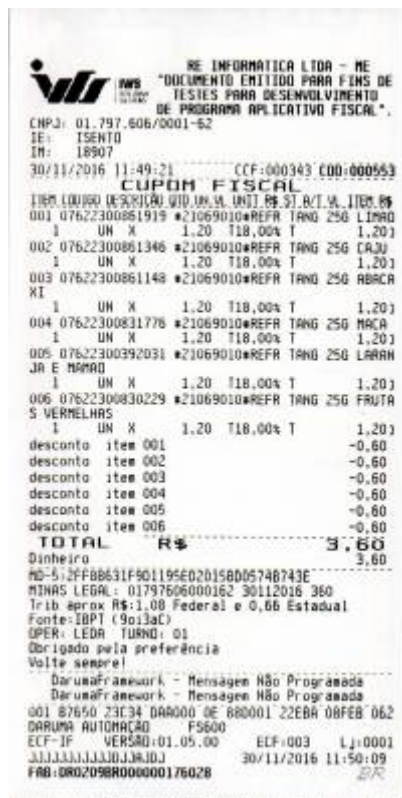 RE INFORMATICA LTDA - ME
IWS "DOCUMENTO EMITIDO PARA FINS DE
TESTES PARA DESENVOLVIMENTO
DE PROGRAMA APLICATIVO FISCAL".
CNPJ: 01.797.606/0001-62
IE: ISENTO
IM: 18907
30/11/2016 11:49:21 CCF:000343 COO:000553
CUPOM FISCAL
ITEM CODIGO DESCRIÇÃO QTD.UN.VL UNIT R$ ST A/T VL ITEM R$
001 07622300861919 #21069010#REFR TANG 25G LIMAO
1 UN X 1,20 T18,00% T 1,20
002 07622300861346 #21069010#REFR TANG 25G CAJU
1 UN X 1,20 T18,00% T 1,20
003 07622300861148 #21069010#REFR TANG 25G ABACA
XI
1 UN X 1,20 T18,00% T 1,20
004 07622300831776 #21069010#REFR TANG 25G MACA
1 UN X 1,20 T18,00% T 1,20
005 07622300392031 #21069010#REFR TANG 25G LARAN
JA E MAMAO
1 UN X 1,20 T18,00% T 1,20
006 07622300830229 #21069010#REFR TANG 25G FRUTA
S VERMELHAS
1 UN X 1,20 T18,00% T 1,20
desconto item 001 -0,60
desconto item 002 -0,60
desconto item 003 -0,60
desconto item 004 -0,60
desconto item 005 -0,60
desconto item 006 -0,60
TOTAL R$ 3,60
Dinheiro 3,60
MINAS LEGAL: 01797606000162 30112016 360
Trib aprox R$:1,08 Federal e 0,66 Estadual
Fonte:IBPT (9oi3aC)
OPER: LEDA TURNO: 01
Obrigado pela preferência
Volte sempre!
DarumaFramework - Mensagem Não Programada
DarumaFramework - Mensagem Não Programada
DARUMA AUTOMAÇÃO FS600
ECF-IF VERSÃO:01.05.00 ECF:003 Lj:0001
30/11/2016 11:50:09
FAB:DR0209BR000000176028 BR